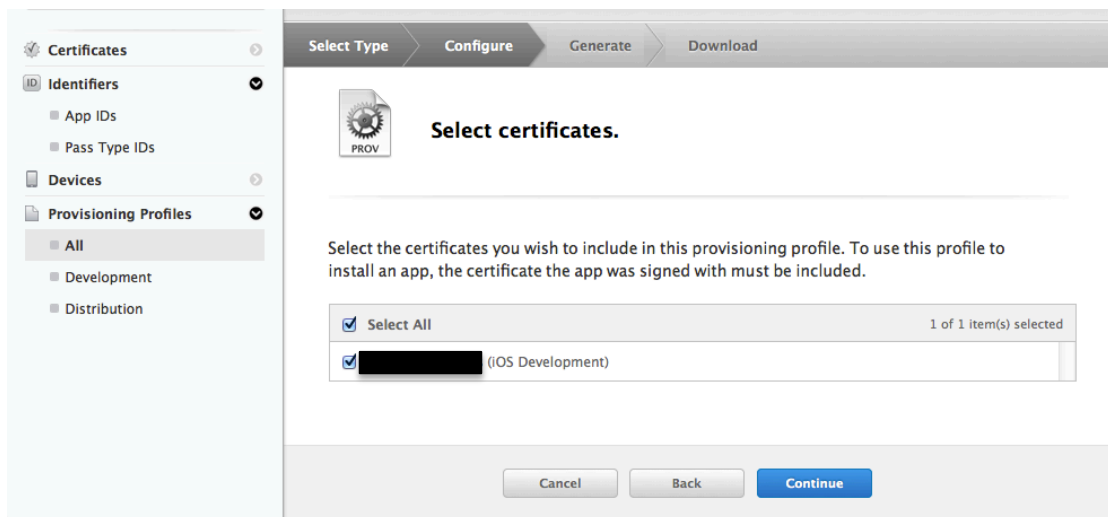 Certificates
Identifiers
App IDs
Pass Type IDs
Devices
Provisioning Profiles
All
Development
Distribution
Select Type Configure Generate Download
PROV
Select certificates.
Select the certificates you wish to include in this provisioning profile. To use this profile to
install an app, the certificate the app was signed with must be included.
Select All 1 of 1 item(s) selected
(iOS Development)
Cancel Back Continue